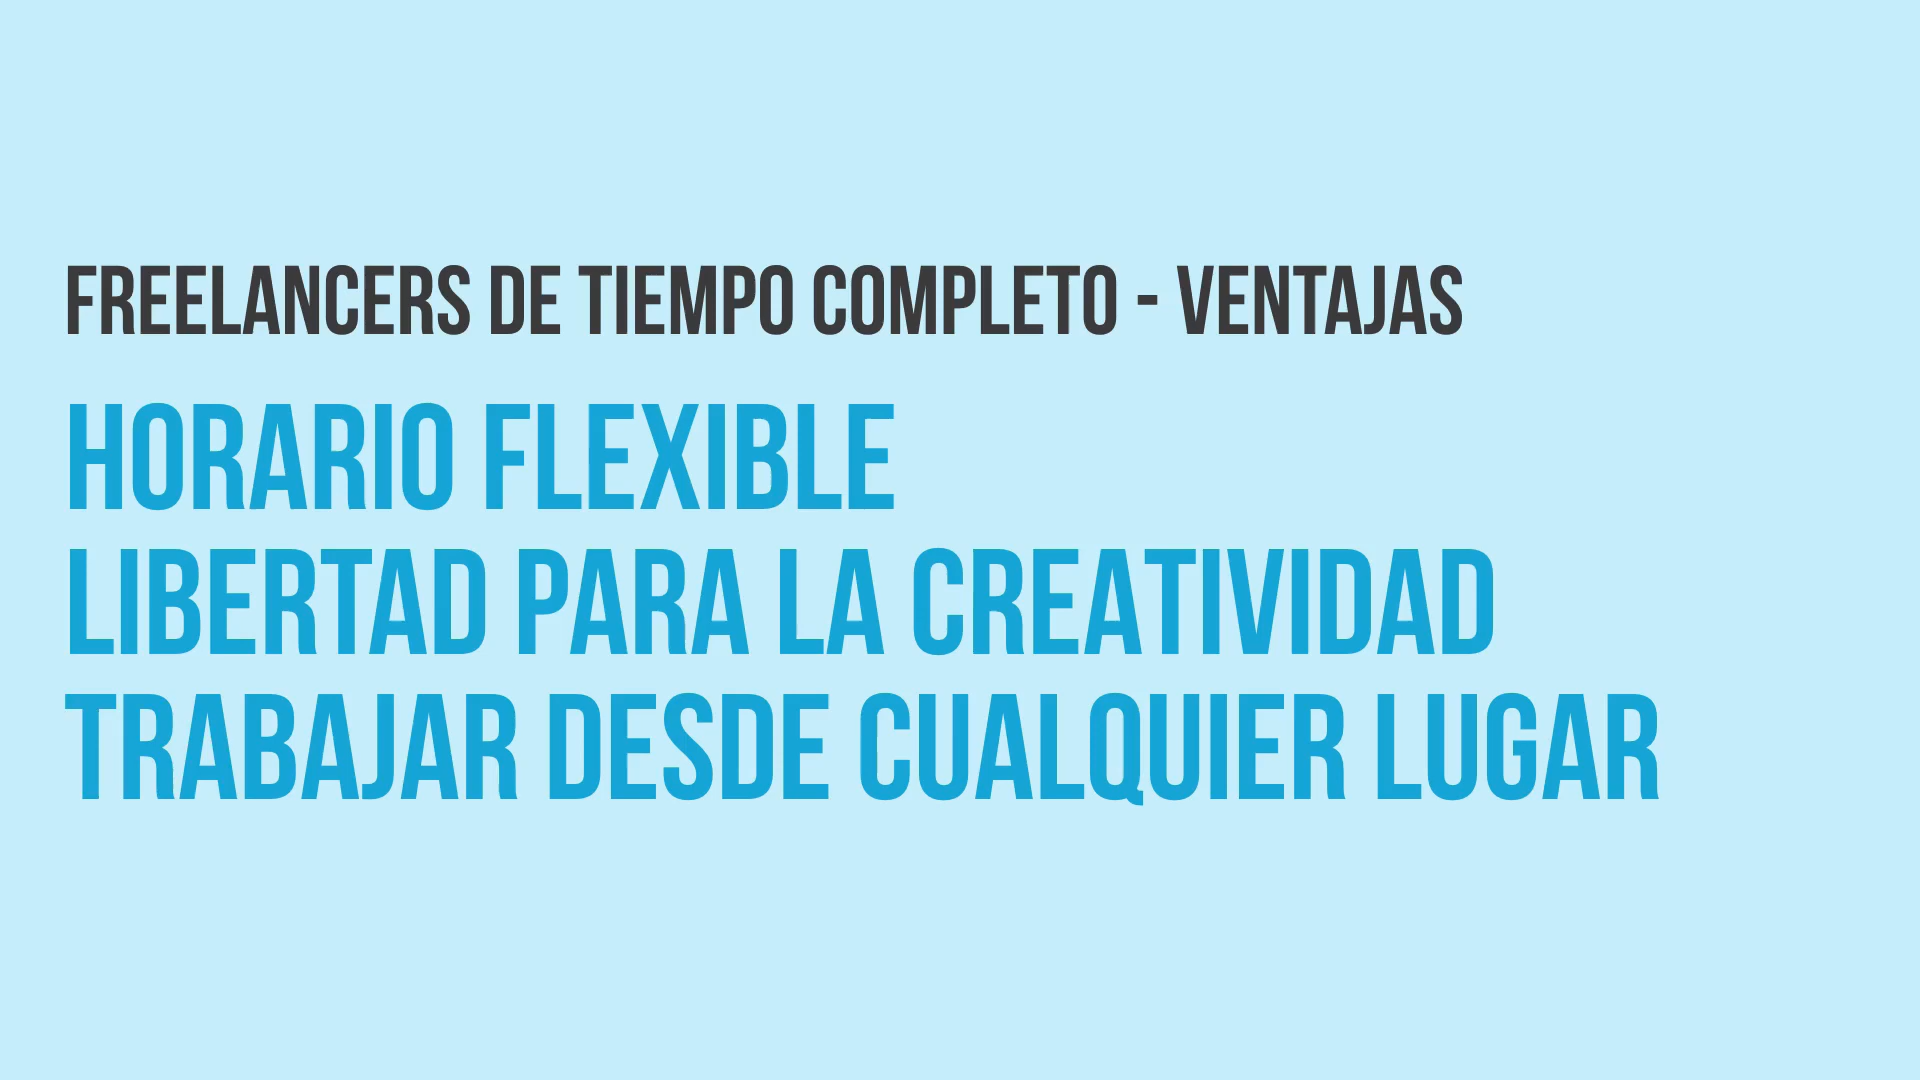 FREELANCERS DE TIEMPO COMPLETO - VENTAJAS
HORARIO FLEXIBLE
LIBERTAD PARA LA CREATIVIDAD
TRABAJAR DESDE CUALQUIER LUGAR